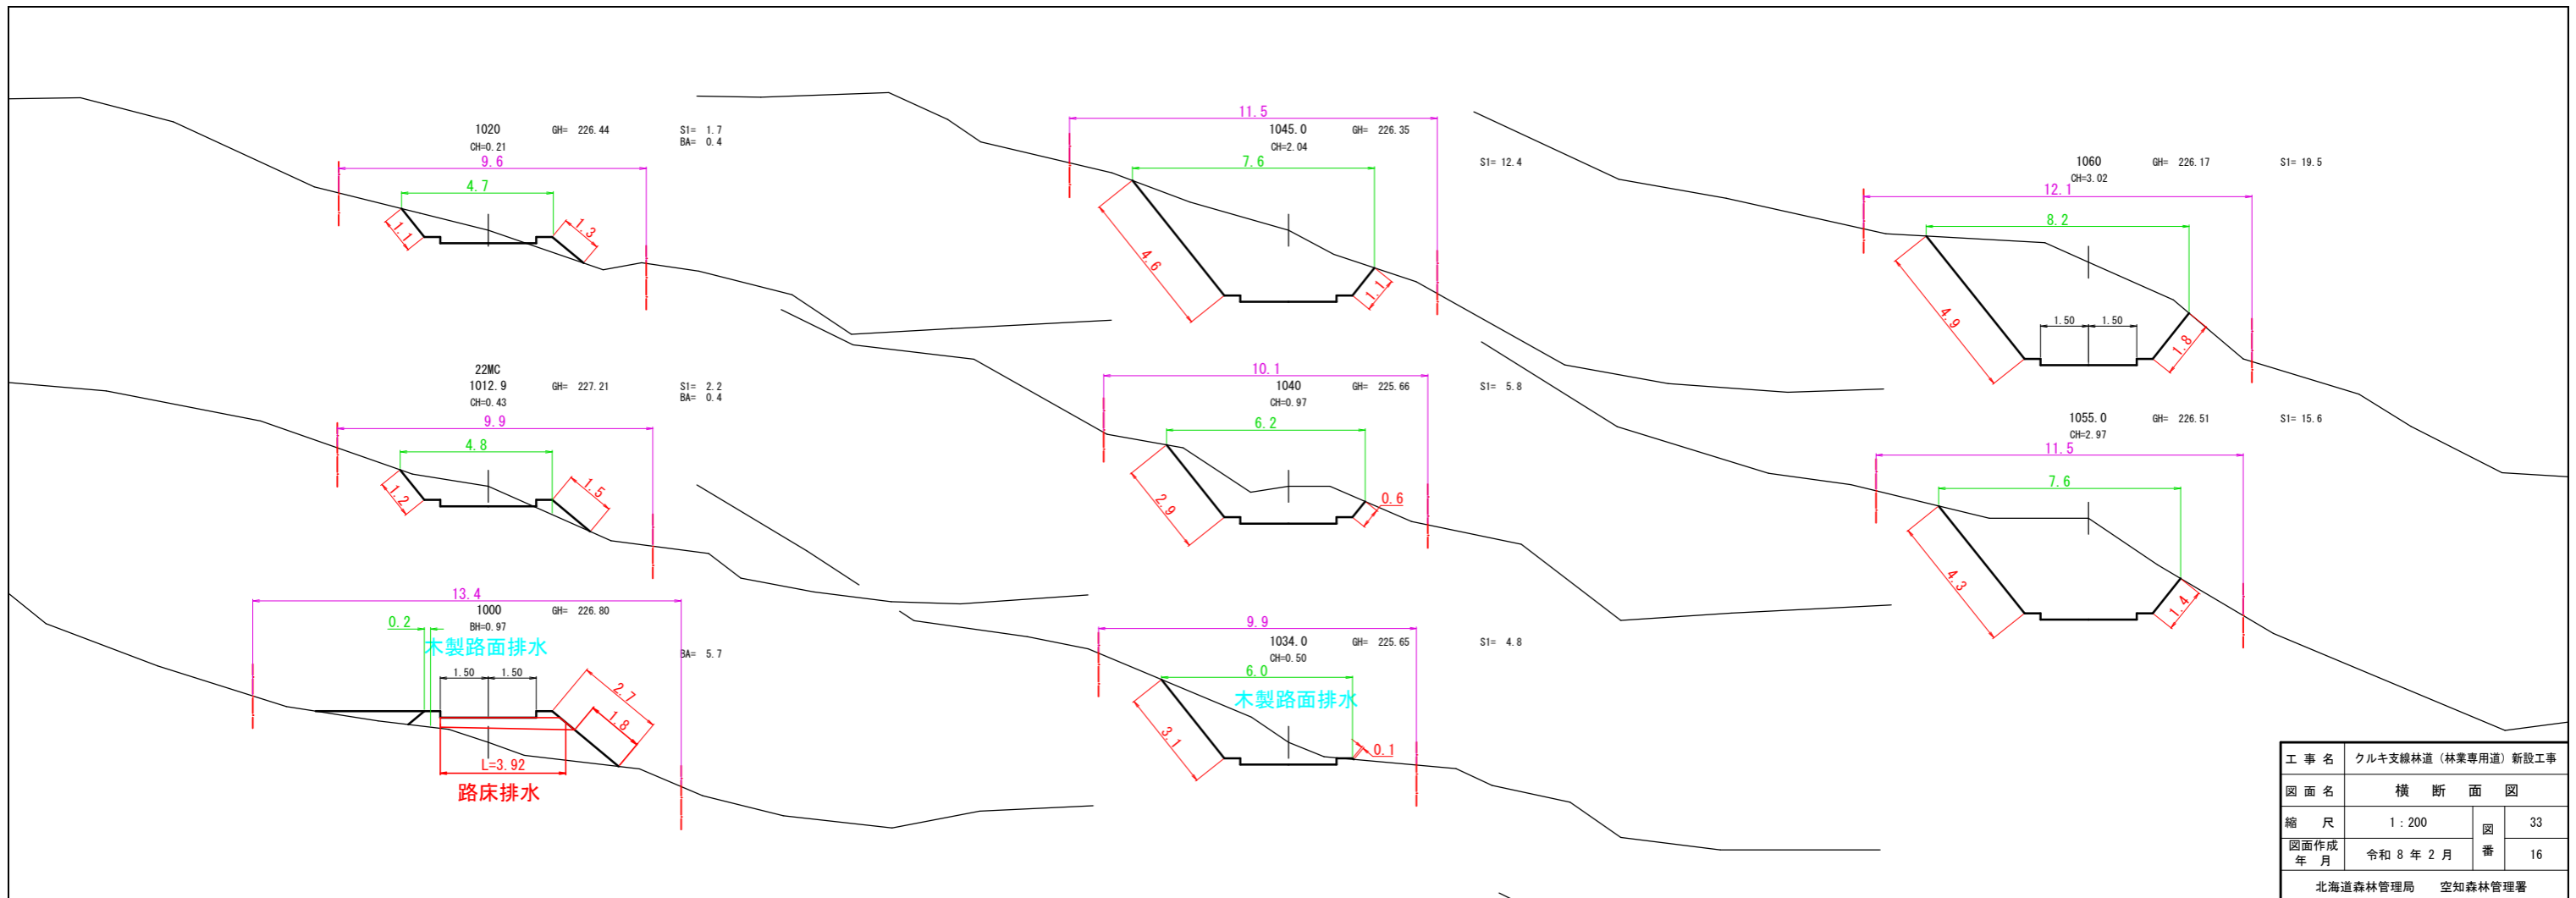 1020 GH= 226.44 S1= 1.7
CH=0.21 BA= 0.4
9.6
4.7
1.1
1.3
22MC
1012.9 GH= 227.21 S1= 2.2
CH=0.43 BA= 0.4
9.9
4.8
1.2
1.5
13.4
1000 GH= 226.80
BH=0.97
0.2
木製路面排水
BA= 5.7
1.50 1.50
2.7
1.8
L=3.92
路床排水
11.5
1045.0 GH= 226.35
CH=2.04
S1= 12.4
7.6
4.6
1.1
10.1
1040 GH= 225.66 S1= 5.8
CH=0.97
6.2
2.9
0.6
9.9
1034.0 GH= 225.65 S1= 4.8
CH=0.50
6.0
木製路面排水
3.1
0.1
1060 GH= 226.17 S1= 19.5
CH=3.02
12.1
8.2
4.9
1.50 1.50
1.8
1055.0 GH= 226.51 S1= 15.6
CH=2.97
11.5
7.6
4.3
1.4
工事名 クルキ支線林道（林業専用道）新設工事
図面名 横断面図
縮尺 1：200 図番 33
図面作成年月 令和8年2月 16
北海道森林管理局 空知森林管理署